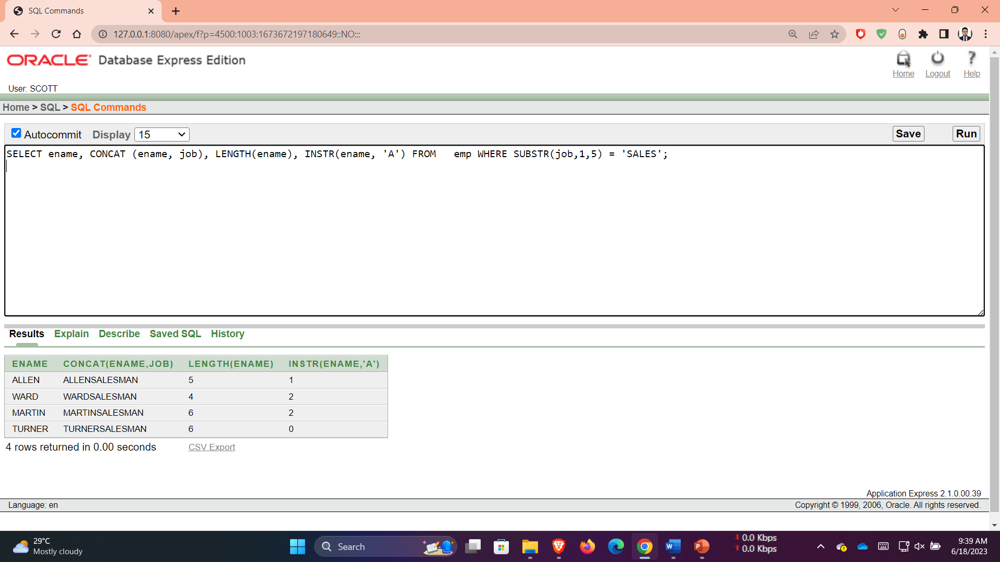 SQL Commands
127.0.0.1:8080/apex/f?p=4500:1003:1673672197180649::NO:::
ORACLE Database Express Edition
Home Logout Help
User: SCOTT
Home > SQL > SQL Commands
Autocommit Display 15 Save Run
SELECT ename, CONCAT (ename, job), LENGTH(ename), INSTR(ename, 'A') FROM   emp WHERE SUBSTR(job,1,5) = 'SALES';
Results Explain Describe Saved SQL History
ENAME CONCAT(ENAME,JOB) LENGTH(ENAME) INSTR(ENAME,'A')
ALLEN ALLENSALESMAN 5 1
WARD WARDSALESMAN 4 2
MARTIN MARTINSALESMAN 6 2
TURNER TURNERSALESMAN 6 0
4 rows returned in 0.00 seconds CSV Export
Application Express 2.1.0.00.39
Language: en Copyright © 1999, 2006, Oracle. All rights reserved.
29°C
Mostly cloudy
Search
0.0 Kbps
0.0 Kbps
9:39 AM
6/18/2023